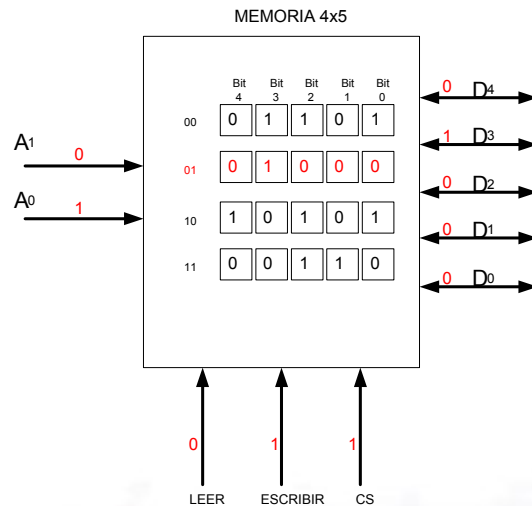 MEMORIA 4x5
Bit 4 Bit 3 Bit 2 Bit 1 Bit 0
00 0 1 1 0 1
01 0 1 0 0 0
10 1 0 1 0 1
11 0 0 1 1 0
A1 0
A0 1
0 D4
1 D3
0 D2
0 D1
0 D0
0 1 1
LEER ESCRIBIR CS